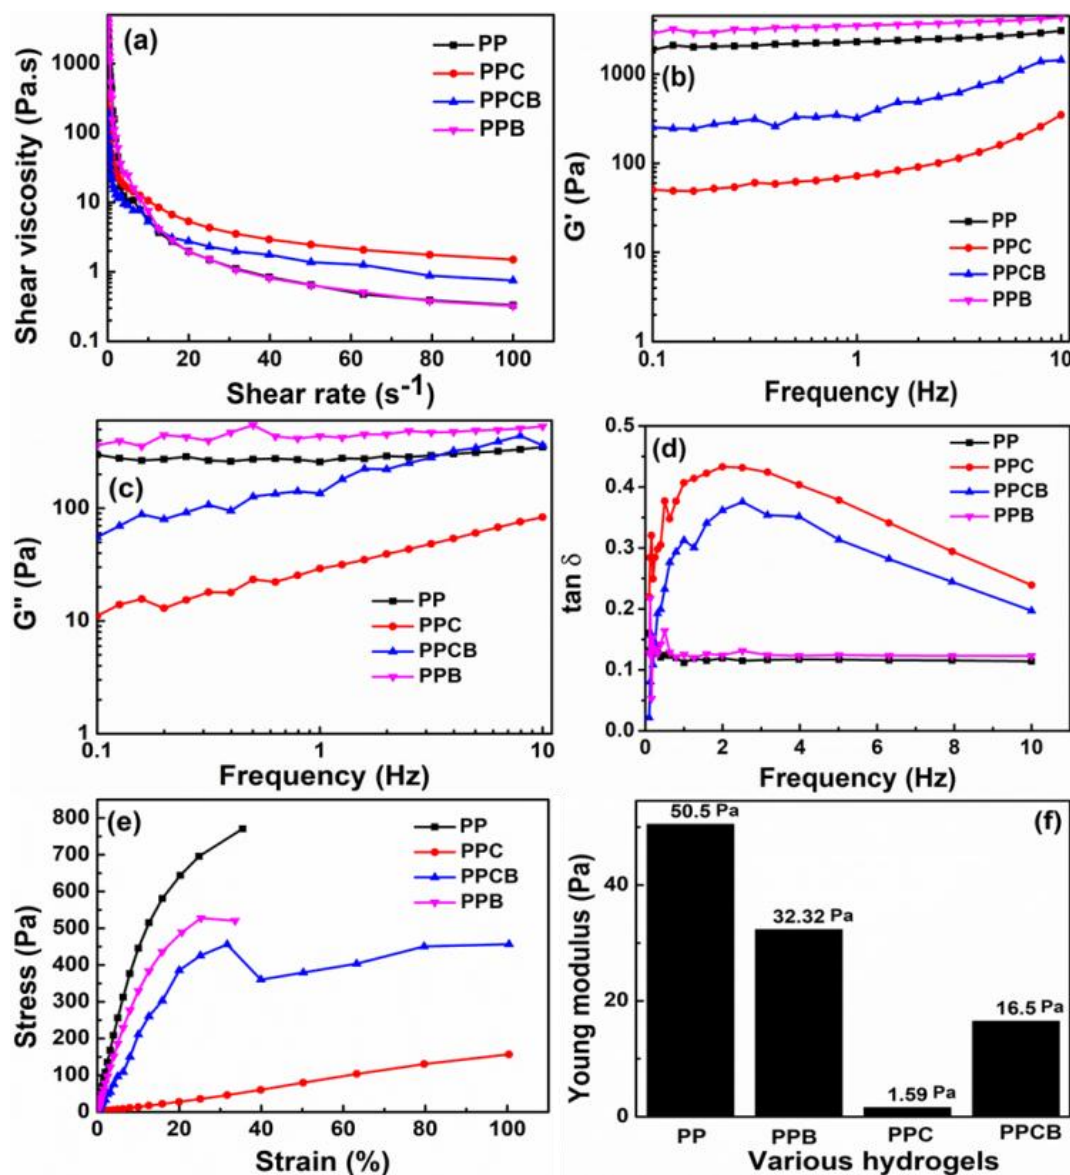 (a)
PP
PPC
PPCB
PPB
1000
100
10
1
0.1
Shear viscosity (Pa.s)
0 20 40 60 80 100
Shear rate (s-1)
(b)
1000
100
10
1
G' (Pa)
PP
PPC
PPCB
PPB
0.1 1 10
Frequency (Hz)
(c)
100
10
1
G" (Pa)
PP
PPC
PPCB
PPB
0.1 1 10
Frequency (Hz)
(d)
PP
PPC
PPCB
PPB
0.5
0.4
0.3
0.2
0.1
0.0
tan δ
0 2 4 6 8 10
Frequency (Hz)
(e)
PP
PPC
PPCB
PPB
800
700
600
500
400
300
200
100
0
Stress (Pa)
0 20 40 60 80 100
Strain (%)
(f)
50.5 Pa
32.32 Pa
1.59 Pa
16.5 Pa
40
20
0
Young modulus (Pa)
PP PPB PPC PPCB
Various hydrogels